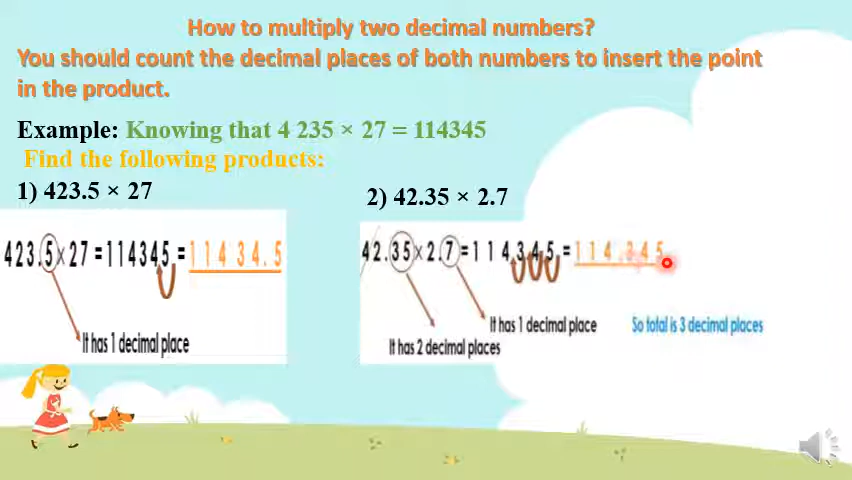 How to multiply two decimal numbers?
You should count the decimal places of both numbers to insert the point
in the product.
Example: Knowing that 4 235 × 27 = 114345
Find the following products:
1) 423.5 × 27
2) 42.35 × 2.7
423.5×27=114345=11434.5
It has 1 decimal place
42.35×2.7=114345=114.345
It has 1 decimal place
It has 2 decimal places
So total is 3 decimal places